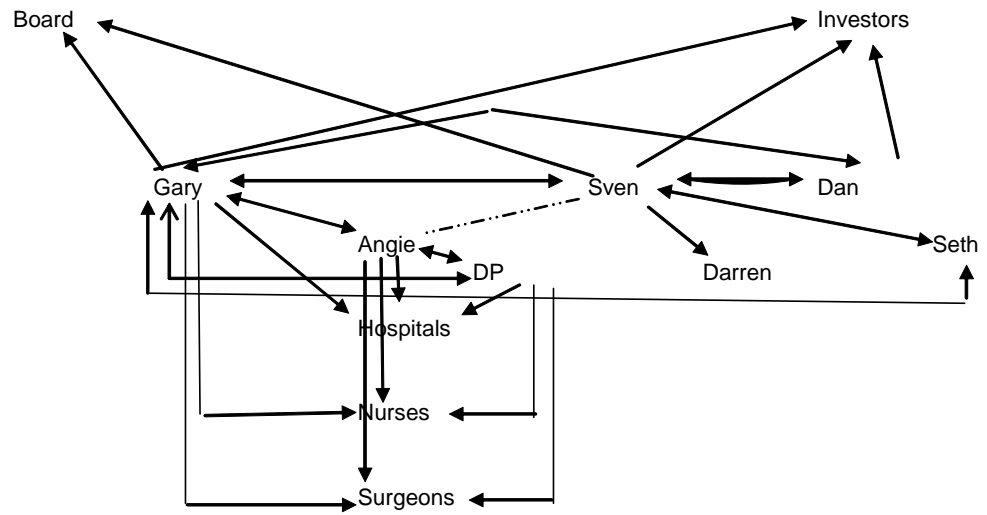 Board
Investors
Gary
Sven
Dan
Angie
Seth
DP
Darren
Hospitals
Nurses
Surgeons